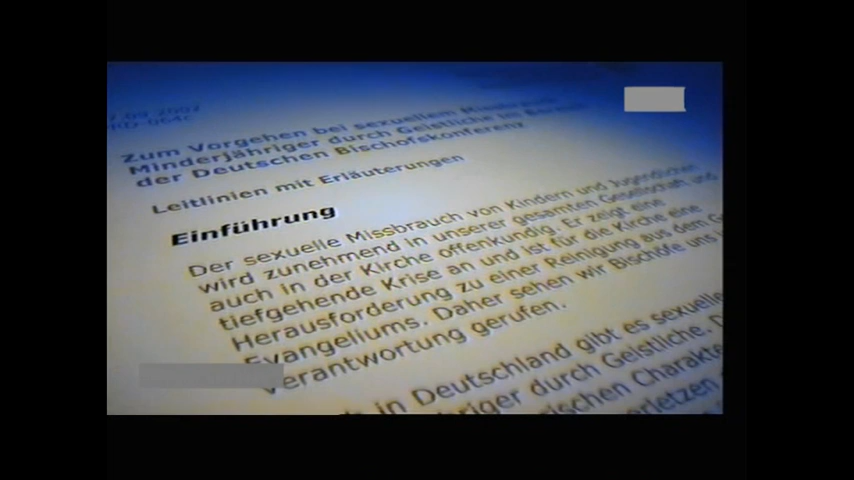 Zum Vorgehen bei sexuellem Missbrauch
Minderjähriger durch Geistliche im
der Deutschen Bischofskonferenz
Leitlinien mit Erläuterungen
Einführung
Der sexuelle Missbrauch von Kindern und Jugendlichen
wird zunehmend in unserer gesamten Gesellschaft und
auch in der Kirche offenkundig. Er zeigt eine
tiefgehende Krise an und ist für die Kirche eine
Herausforderung zu einer Reinigung aus dem
Evangeliums. Daher sehen wir Bischöfe uns
Verantwortung gerufen.
in Deutschland gibt es sexuelle
durch Geistliche.